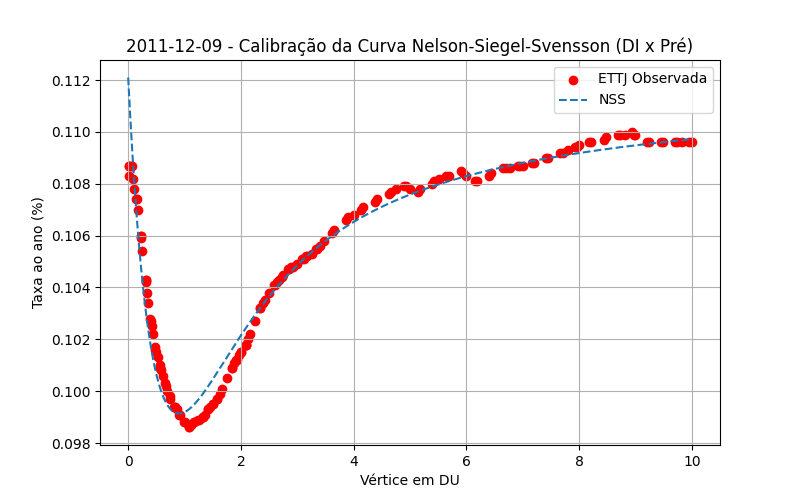 2011-12-09 - Calibração da Curva Nelson-Siegel-Svensson (DI x Pré)
ETTJ Observada
NSS
Taxa ao ano (%)
0.112
0.110
0.108
0.106
0.104
0.102
0.100
0.098
0 2 4 6 8 10
Vértice em DU